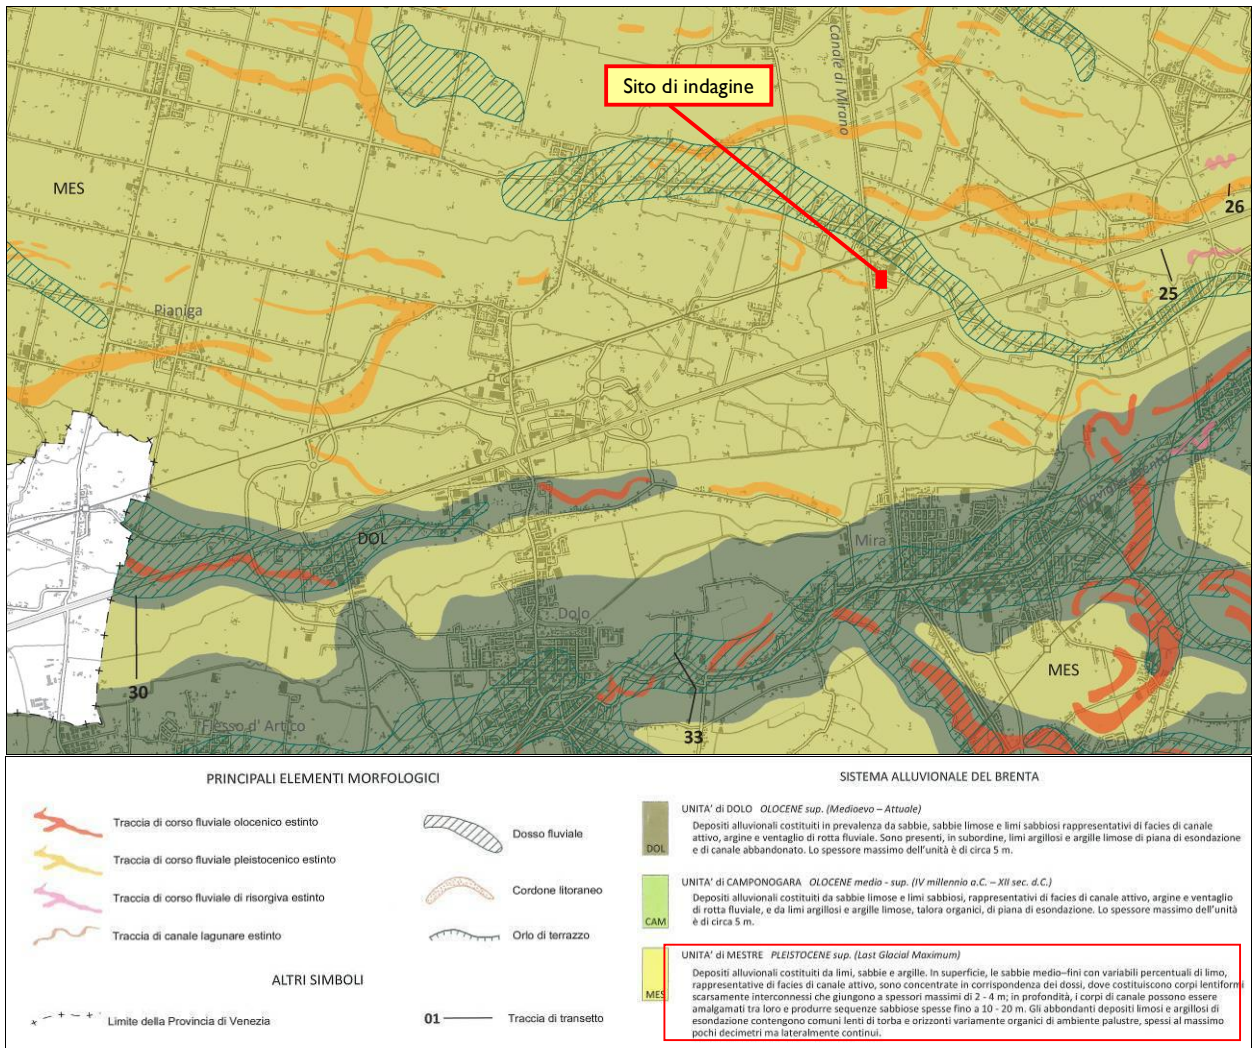 Sito di indagine
Canale di Mirano
MES
26
25
Pianiga
DOL
Mira
Dolo
MES
30
Fiesso d' Artico
33
PRINCIPALI ELEMENTI MORFOLOGICI
Traccia di corso fluviale olocenico estinto
Traccia di corso fluviale pleistocenico estinto
Traccia di corso fluviale di risorgiva estinto
Traccia di canale lagunare estinto
Dosso fluviale
Cordone litoraneo
Orlo di terrazzo
ALTRI SIMBOLI
Limite della Provincia di Venezia
01
Traccia di transetto
SISTEMA ALLUVIONALE DEL BRENTA
DOL
UNITA' di DOLO OLOCENE sup. (Medioevo – Attuale)
Depositi alluvionali costituiti in prevalenza da sabbie, sabbie limose e limi sabbiosi rappresentativi di facies di canale
attivo, argine e ventaglio di rotta fluviale. Sono presenti, in subordine, limi argillosi e argille limose di piana di esondazione
e di canale abbandonato. Lo spessore massimo dell'unità è di circa 5 m.
CAM
UNITA' di CAMPONOGARA OLOCENE medio - sup. (IV millennio a.C. – XII sec. d.C.)
Depositi alluvionali costituiti da sabbie limose e limi sabbiosi, rappresentativi di facies di canale attivo, argine e ventaglio
di rotta fluviale, e da limi argillosi e argille limose, talora organici, di piana di esondazione. Lo spessore massimo dell'unità
è di circa 5 m.
MES
UNITA' di MESTRE PLEISTOCENE sup. (Last Glacial Maximum)
Depositi alluvionali costituiti da limi, sabbie e argille. In superficie, le sabbie medio–fini con variabili percentuali di limo,
rappresentative di facies di canale attivo, sono concentrate in corrispondenza dei dossi, dove costituiscono corpi lentiformi
scarsamente interconnessi che giungono a spessori massimi di 2 - 4 m; in profondità, i corpi di canale possono essere
amalgamati tra loro e produrre sequenze sabbiose spesse fino a 10 - 20 m. Gli abbondanti depositi limosi e argillosi di
esondazione contengono comuni lenti di torba e orizzonti variamente organici di ambiente palustre, spessi al massimo
pochi decimetri ma lateralmente continui.